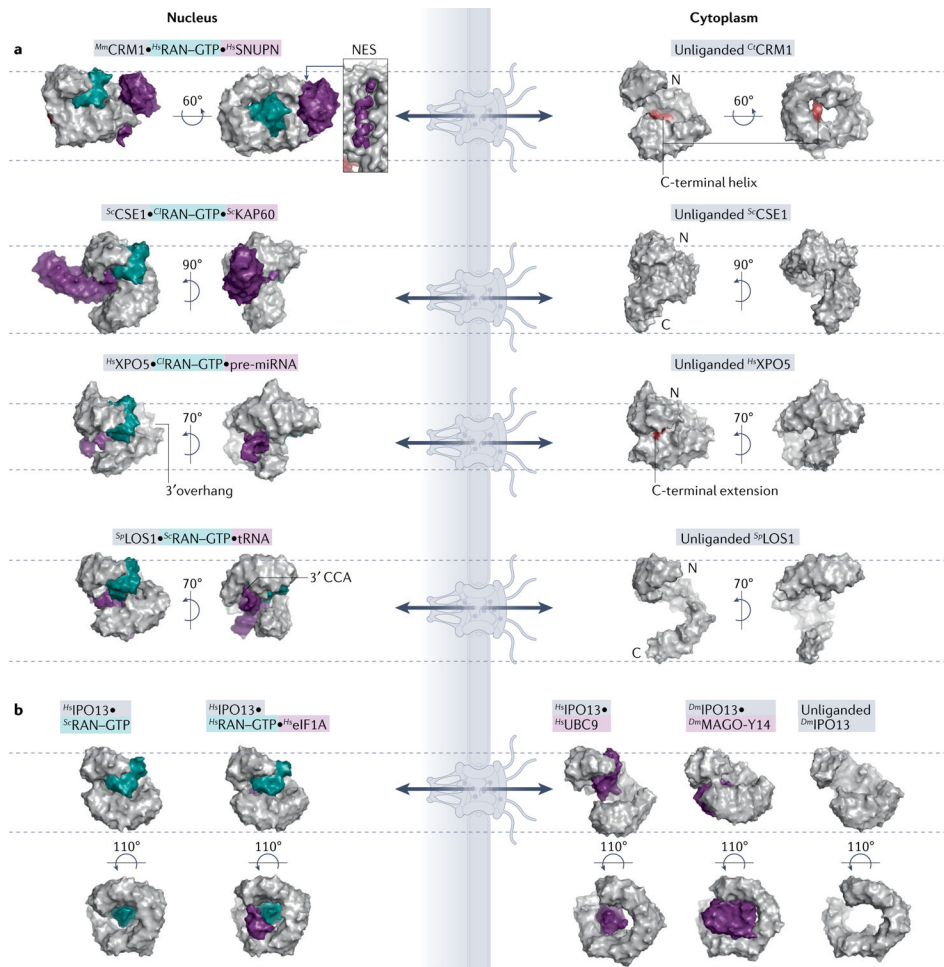 Nucleus
Cytoplasm
a
MmCRM1•HsRAN–GTP•HsSNUPN
NES
Unliganded CtCRM1
N
60°
60°
C-terminal helix
ScCSE1•ClRAN–GTP•ScKAP60
Unliganded ScCSE1
N
90°
90°
C
HsXPO5•ClRAN–GTP•pre-miRNA
Unliganded HsXPO5
N
70°
70°
3′overhang
C-terminal extension
SpLOS1•ScRAN–GTP•tRNA
Unliganded SpLOS1
3′ CCA
N
70°
70°
C
b
HsIPO13•
ScRAN–GTP
HsIPO13•
HsRAN–GTP•HseIF1A
HsIPO13•
HsUBC9
DmIPO13•
DmMAGO-Y14
Unliganded
DmIPO13
110°
110°
110°
110°
110°